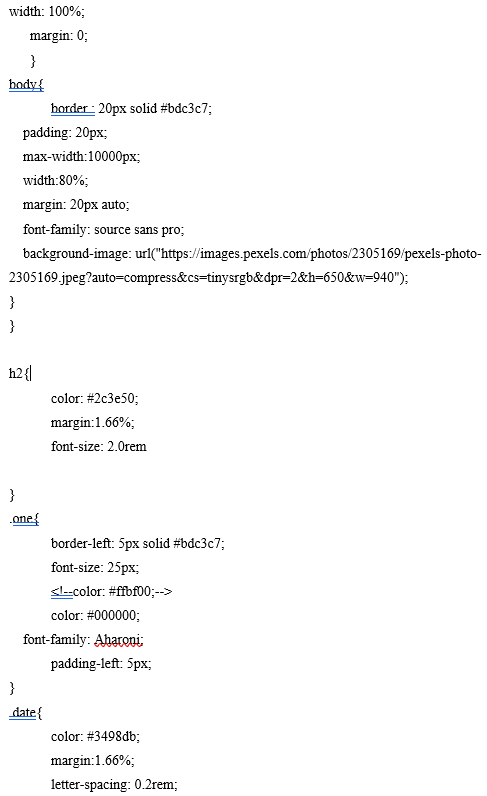 width: 100%;
margin: 0;
}
body{
border : 20px solid #bdc3c7;
padding: 20px;
max-width:10000px;
width:80%;
margin: 20px auto;
font-family: source sans pro;
background-image: url("https://images.pexels.com/photos/2305169/pexels-photo-
2305169.jpeg?auto=compress&cs=tinysrgb&dpr=2&h=650&w=940");
}
}
h2{
color: #2c3e50;
margin:1.66%;
font-size: 2.0rem
}
.one{
border-left: 5px solid #bdc3c7;
font-size: 25px;
<!--color: #ffbf00;-->
color: #000000;
font-family: Aharoni;
padding-left: 5px;
}
.date{
color: #3498db;
margin:1.66%;
letter-spacing: 0.2rem;